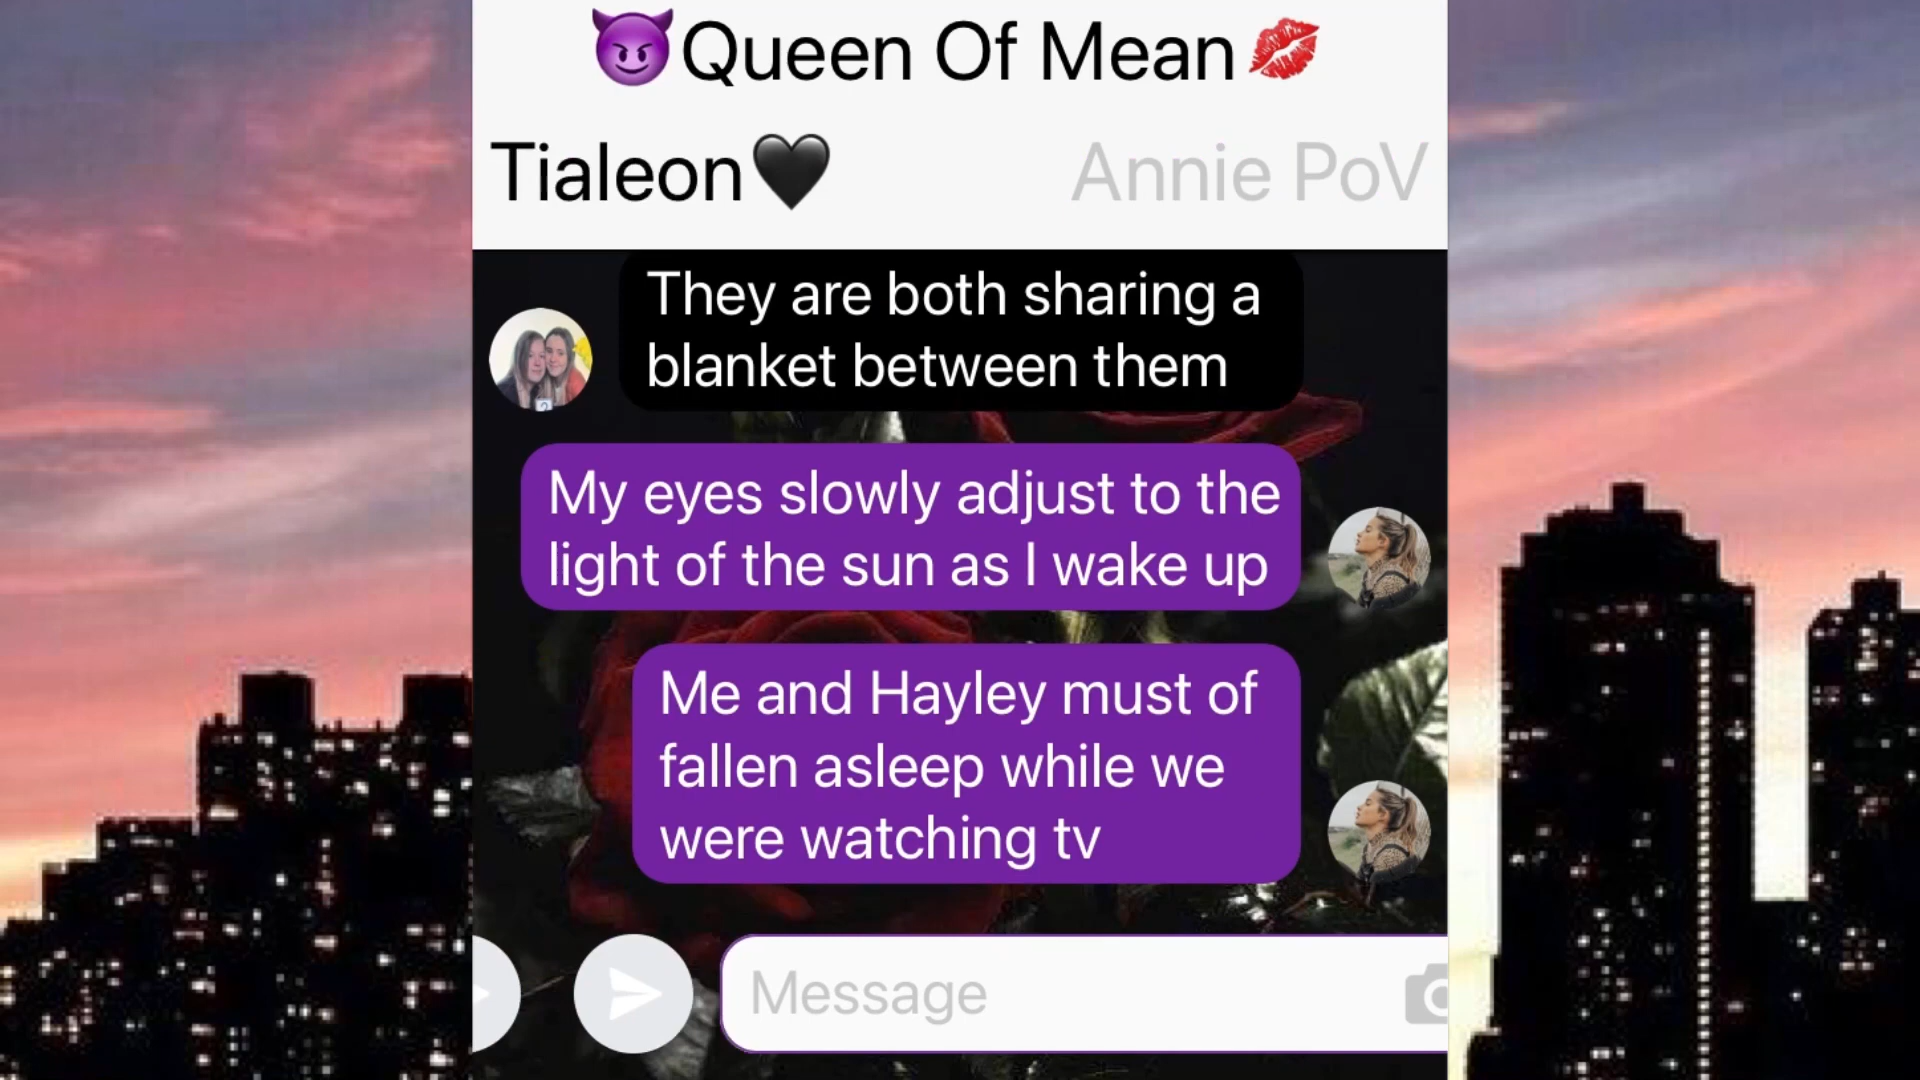 😈Queen Of Mean💋
Tialeon🖤 Annie PoV
They are both sharing a
blanket between them
My eyes slowly adjust to the
light of the sun as I wake up
Me and Hayley must of
fallen asleep while we
were watching tv
Message